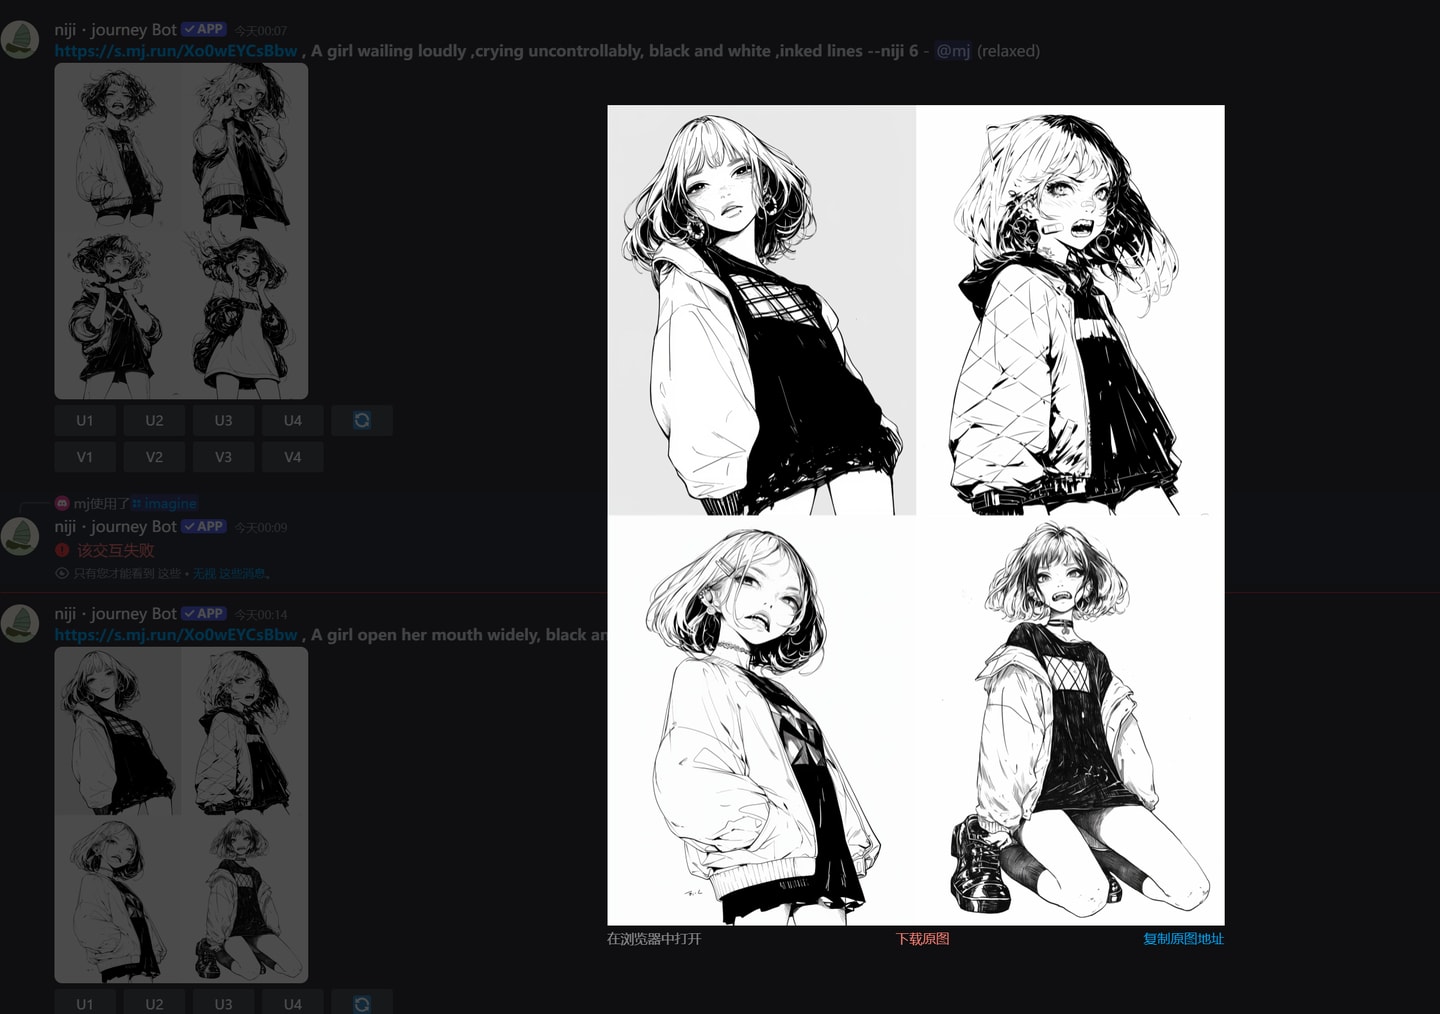 niji · journey Bot ✓ APP 今天00:07
https://s.mj.run/Xo0wEYCsBbw , A girl wailing loudly ,crying uncontrollably, black and white ,inked lines --niji 6 - @mj (relaxed)
U1 U2 U3 U4
V1 V2 V3 V4
mj使用了 imagine
niji · journey Bot ✓ APP 今天00:09
该交互失败
只有您才能看到 这些 • 无视 这些消息。
niji · journey Bot ✓ APP 今天00:14
https://s.mj.run/Xo0wEYCsBbw , A girl open her mouth widely, black an
U1 U2 U3 U4
在浏览器中打开 下载原图 复制原图地址